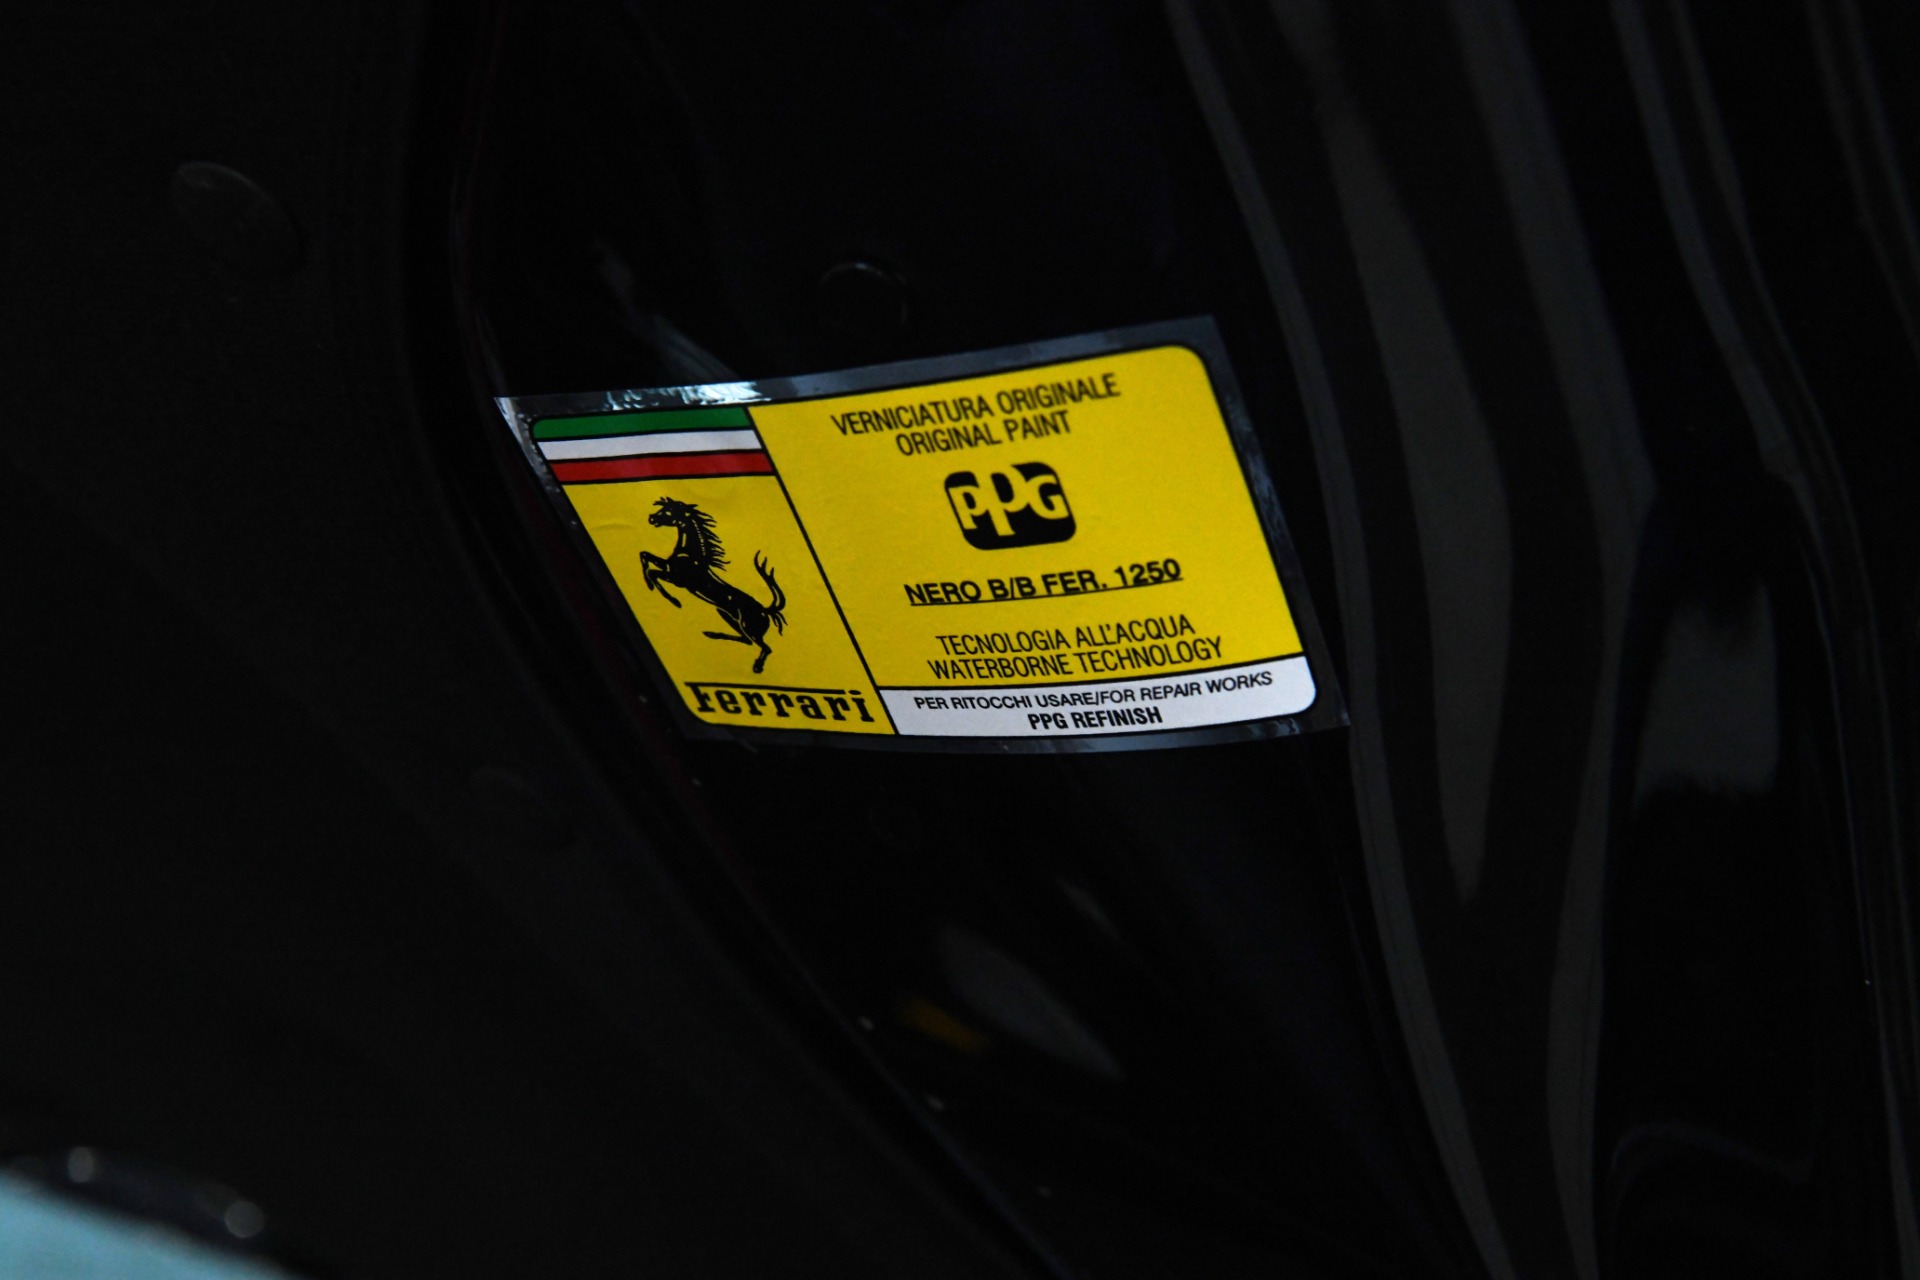 VERNICIATURA ORIGINALE
ORIGINAL PAINT
PPG
NERO B/B FER. 1250
TECNOLOGIA ALL'ACQUA
WATERBORNE TECHNOLOGY
PER RITOCCHI USARE/FOR REPAIR WORKS
PPG REFINISH
Ferrari